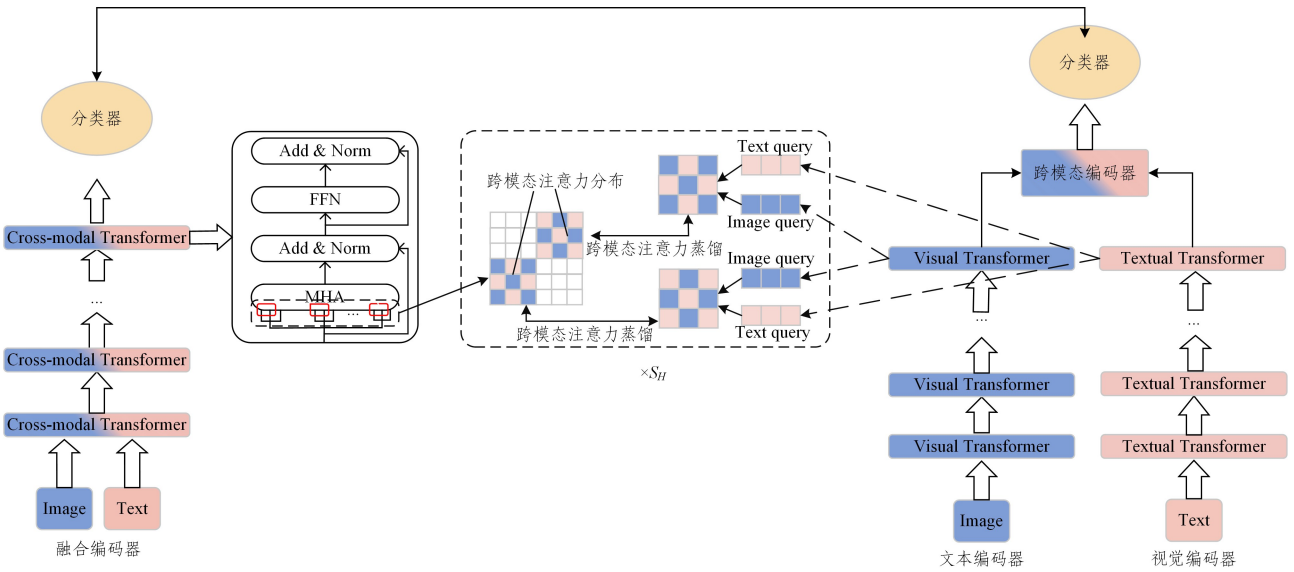 分类器
Cross-modal Transformer
...
Cross-modal Transformer
Cross-modal Transformer
Image
Text
融合编码器
Add & Norm
FFN
Add & Norm
MHA
...
跨模态注意力分布
Text query
Image query
跨模态注意力蒸馏
Image query
Text query
跨模态注意力蒸馏
×S_H
分类器
跨模态编码器
Visual Transformer
...
Visual Transformer
Visual Transformer
Image
文本编码器
Textual Transformer
...
Textual Transformer
Textual Transformer
Text
视觉编码器